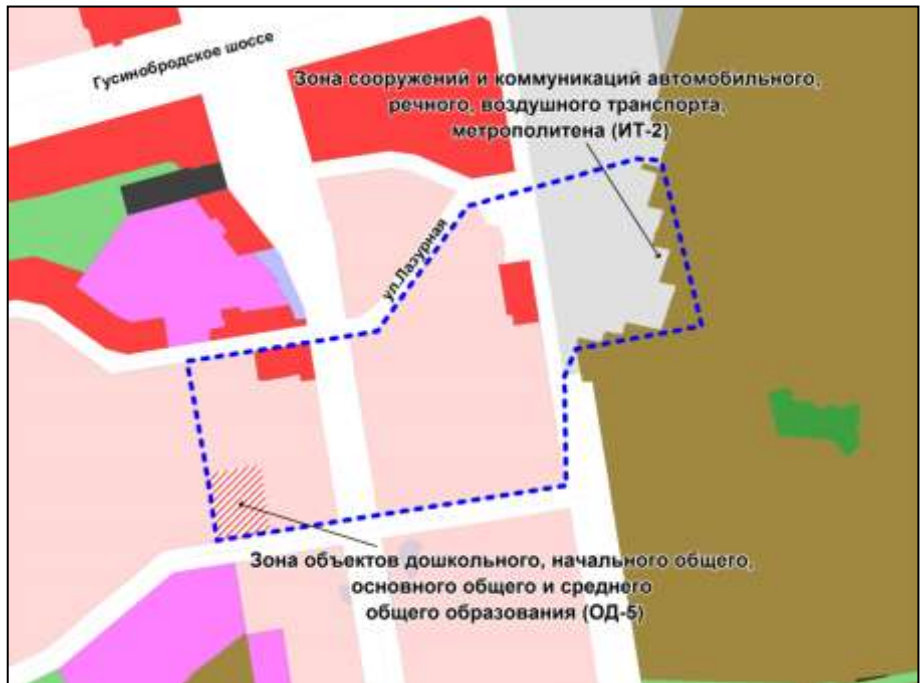 Гусинобродское шоссе
Зона сооружений и коммуникаций автомобильного,
речного, воздушного транспорта,
метрополитена (ИТ-2)
ул.Лазурная
Зона объектов дошкольного, начального общего,
основного общего и среднего
общего образования (ОД-5)